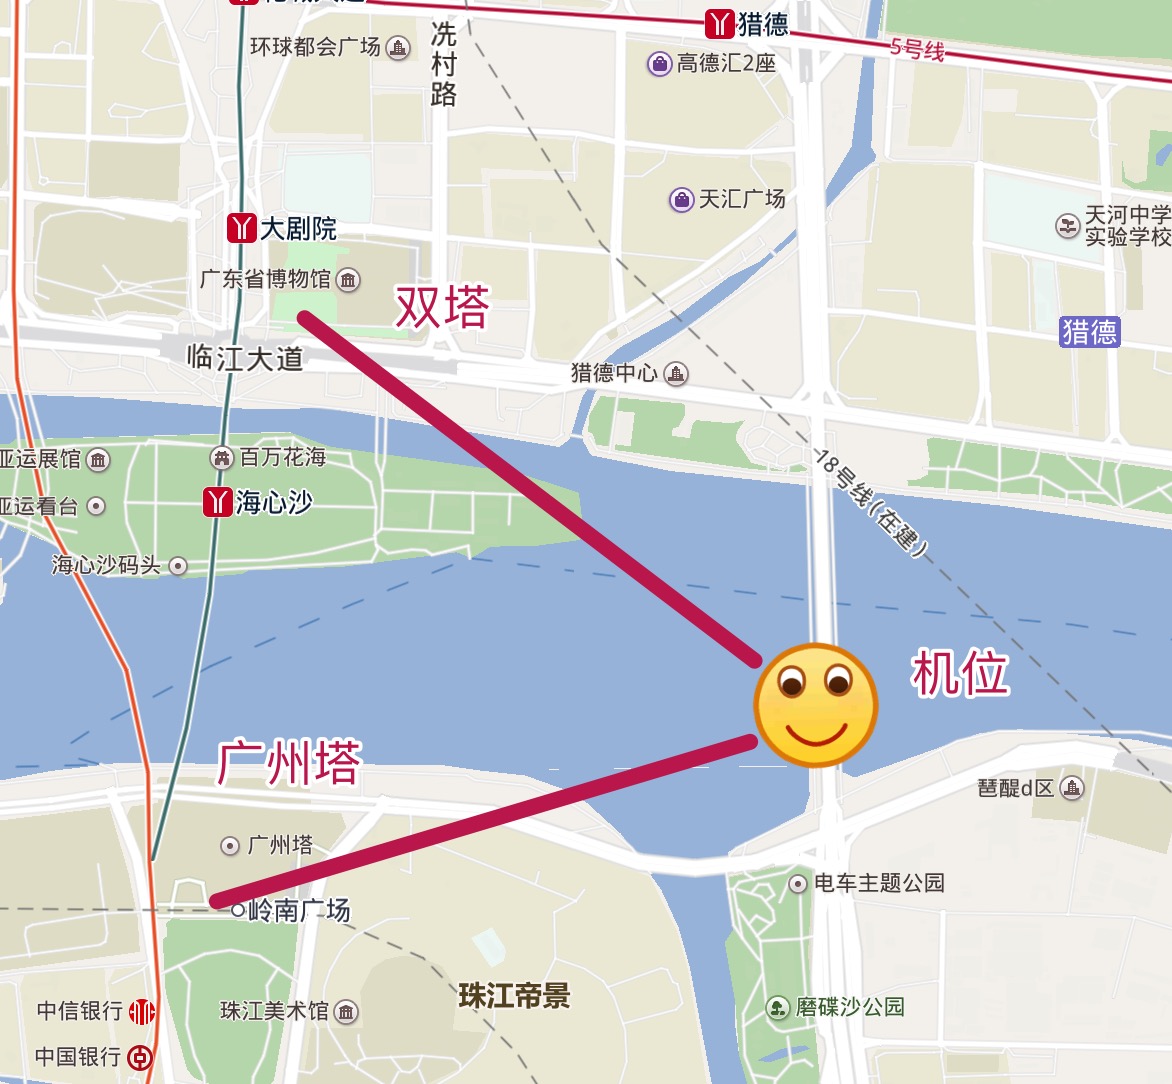 猎德
5号线
环球都会广场
冼村路
高德汇2座
天汇广场
天河中学
实验学校
大剧院
广东省博物馆
双塔
猎德
临江大道
猎德中心
亚运展馆
百万花海
18号线(在建)
海心沙
亚运看台
海心沙码头
机位
广州塔
琶醍d区
广州塔
电车主题公园
岭南广场
珠江帝景
中信银行
珠江美术馆
磨碟沙公园
中国银行